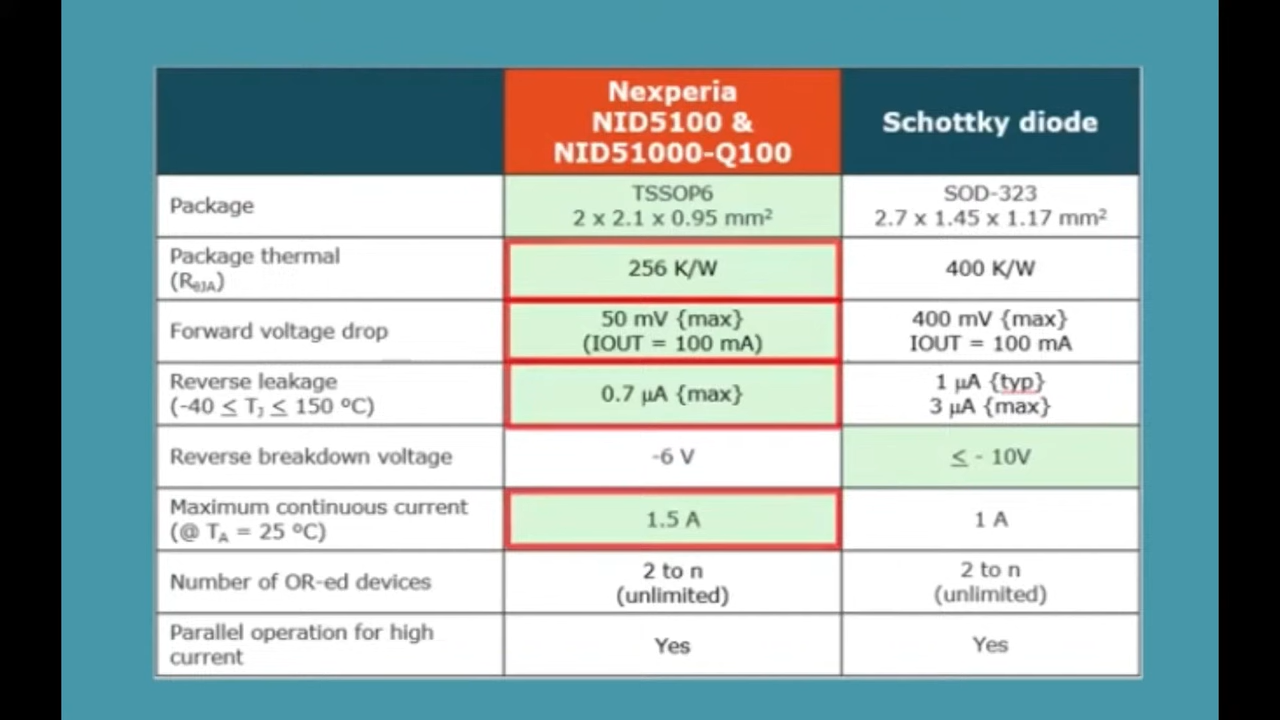 Nexperia
NID5100 &
NID51000-Q100
Schottky diode
Package
TSSOP6
2 x 2.1 x 0.95 mm²
SOD-323
2.7 x 1.45 x 1.17 mm²
Package thermal
(RθJA)
256 K/W
400 K/W
Forward voltage drop
50 mV {max}
(IOUT = 100 mA)
400 mV {max}
IOUT = 100 mA
Reverse leakage
(-40 ≤ TJ ≤ 150 ºC)
0.7 µA {max}
1 µA {typ}
3 µA {max}
Reverse breakdown voltage
-6 V
≤ - 10V
Maximum continuous current
(@ TA = 25 ºC)
1.5 A
1 A
Number of OR-ed devices
2 to n
(unlimited)
2 to n
(unlimited)
Parallel operation for high
current
Yes
Yes